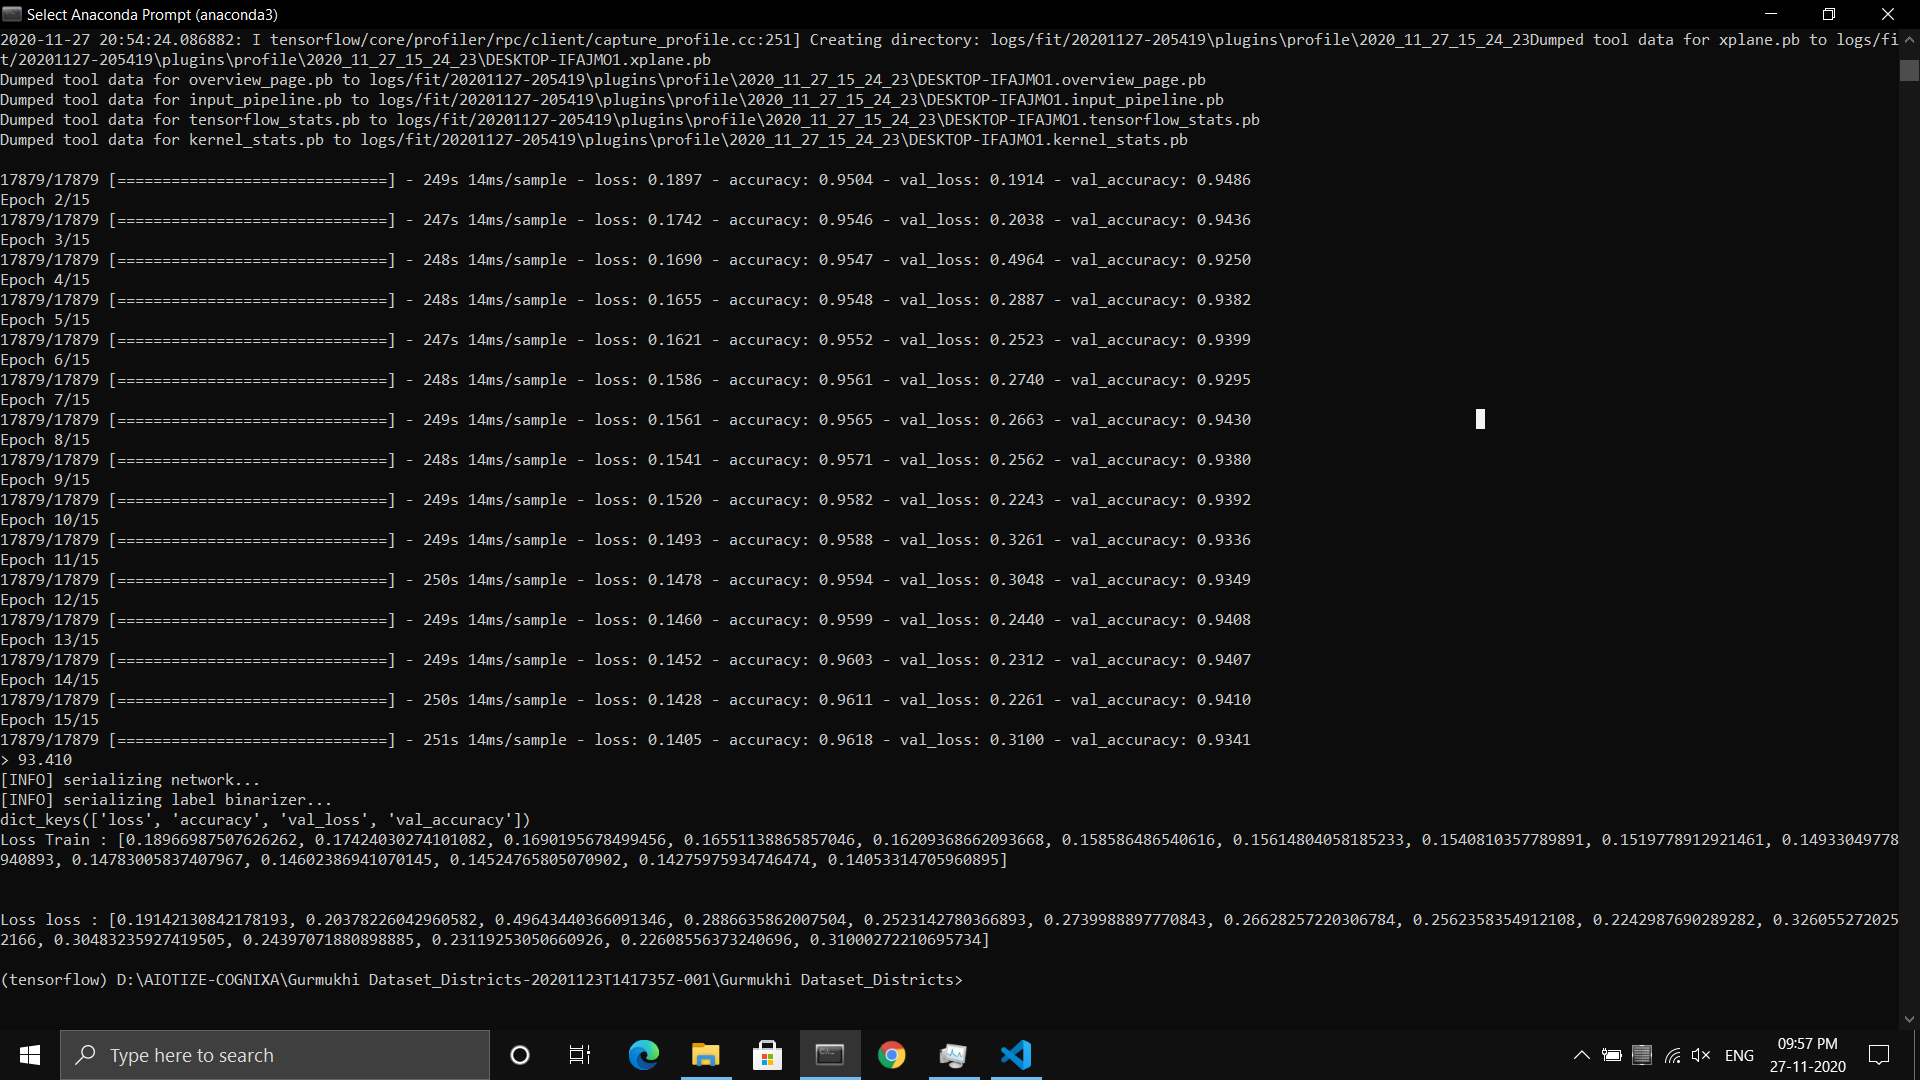 Select Anaconda Prompt (anaconda3)
2020-11-27 20:54:24.086882: I tensorflow/core/profiler/rpc/client/capture_profile.cc:251] Creating directory: logs/fit/20201127-205419\plugins\profile\2020_11_27_15_24_23Dumped tool data for xplane.pb to logs/fi
t/20201127-205419\plugins\profile\2020_11_27_15_24_23\DESKTOP-IFAJMO1.xplane.pb
Dumped tool data for overview_page.pb to logs/fit/20201127-205419\plugins\profile\2020_11_27_15_24_23\DESKTOP-IFAJMO1.overview_page.pb
Dumped tool data for input_pipeline.pb to logs/fit/20201127-205419\plugins\profile\2020_11_27_15_24_23\DESKTOP-IFAJMO1.input_pipeline.pb
Dumped tool data for tensorflow_stats.pb to logs/fit/20201127-205419\plugins\profile\2020_11_27_15_24_23\DESKTOP-IFAJMO1.tensorflow_stats.pb
Dumped tool data for kernel_stats.pb to logs/fit/20201127-205419\plugins\profile\2020_11_27_15_24_23\DESKTOP-IFAJMO1.kernel_stats.pb
17879/17879 [==============================] - 249s 14ms/sample - loss: 0.1897 - accuracy: 0.9504 - val_loss: 0.1914 - val_accuracy: 0.9486
Epoch 2/15
17879/17879 [==============================] - 247s 14ms/sample - loss: 0.1742 - accuracy: 0.9546 - val_loss: 0.2038 - val_accuracy: 0.9436
Epoch 3/15
17879/17879 [==============================] - 248s 14ms/sample - loss: 0.1690 - accuracy: 0.9547 - val_loss: 0.4964 - val_accuracy: 0.9250
Epoch 4/15
17879/17879 [==============================] - 248s 14ms/sample - loss: 0.1655 - accuracy: 0.9548 - val_loss: 0.2887 - val_accuracy: 0.9382
Epoch 5/15
17879/17879 [==============================] - 247s 14ms/sample - loss: 0.1621 - accuracy: 0.9552 - val_loss: 0.2523 - val_accuracy: 0.9399
Epoch 6/15
17879/17879 [==============================] - 248s 14ms/sample - loss: 0.1586 - accuracy: 0.9561 - val_loss: 0.2740 - val_accuracy: 0.9295
Epoch 7/15
17879/17879 [==============================] - 249s 14ms/sample - loss: 0.1561 - accuracy: 0.9565 - val_loss: 0.2663 - val_accuracy: 0.9430
Epoch 8/15
17879/17879 [==============================] - 248s 14ms/sample - loss: 0.1541 - accuracy: 0.9571 - val_loss: 0.2562 - val_accuracy: 0.9380
Epoch 9/15
17879/17879 [==============================] - 249s 14ms/sample - loss: 0.1520 - accuracy: 0.9582 - val_loss: 0.2243 - val_accuracy: 0.9392
Epoch 10/15
17879/17879 [==============================] - 249s 14ms/sample - loss: 0.1493 - accuracy: 0.9588 - val_loss: 0.3261 - val_accuracy: 0.9336
Epoch 11/15
17879/17879 [==============================] - 250s 14ms/sample - loss: 0.1478 - accuracy: 0.9594 - val_loss: 0.3048 - val_accuracy: 0.9349
Epoch 12/15
17879/17879 [==============================] - 249s 14ms/sample - loss: 0.1460 - accuracy: 0.9599 - val_loss: 0.2440 - val_accuracy: 0.9408
Epoch 13/15
17879/17879 [==============================] - 249s 14ms/sample - loss: 0.1452 - accuracy: 0.9603 - val_loss: 0.2312 - val_accuracy: 0.9407
Epoch 14/15
17879/17879 [==============================] - 250s 14ms/sample - loss: 0.1428 - accuracy: 0.9611 - val_loss: 0.2261 - val_accuracy: 0.9410
Epoch 15/15
17879/17879 [==============================] - 251s 14ms/sample - loss: 0.1405 - accuracy: 0.9618 - val_loss: 0.3100 - val_accuracy: 0.9341
> 93.410
[INFO] serializing network...
[INFO] serializing label binarizer...
dict_keys(['loss', 'accuracy', 'val_loss', 'val_accuracy'])
Loss Train : [0.1896698750762626​2, 0.17424030274101082, 0.1690195678499456, 0.16551138865857046, 0.16209368662093668, 0.158586486540616, 0.15614804058185233, 0.1540810357789891, 0.1519778912921461, 0.14933049778
940893, 0.14783005837407967, 0.14602386941070145, 0.14524765805070902, 0.14275975934746474, 0.14053314705960895]
Loss loss : [0.19142130842178193, 0.20378226042960582, 0.49643440366091346, 0.2886635862007504, 0.2523142780366893, 0.2739988897770843, 0.26628257220306784, 0.2562358354912108, 0.2242987690289282, 0.326055272025
2166, 0.30483235927419505, 0.24397071880898885, 0.23119253050660926, 0.22608556373240696, 0.31000272210695734]
(tensorflow) D:\AIOTIZE-COGNIXA\Gurmukhi Dataset_Districts-20201123T141735Z-001\Gurmukhi Dataset_Districts>
Type here to search
ENG
09:57 PM
27-11-2020